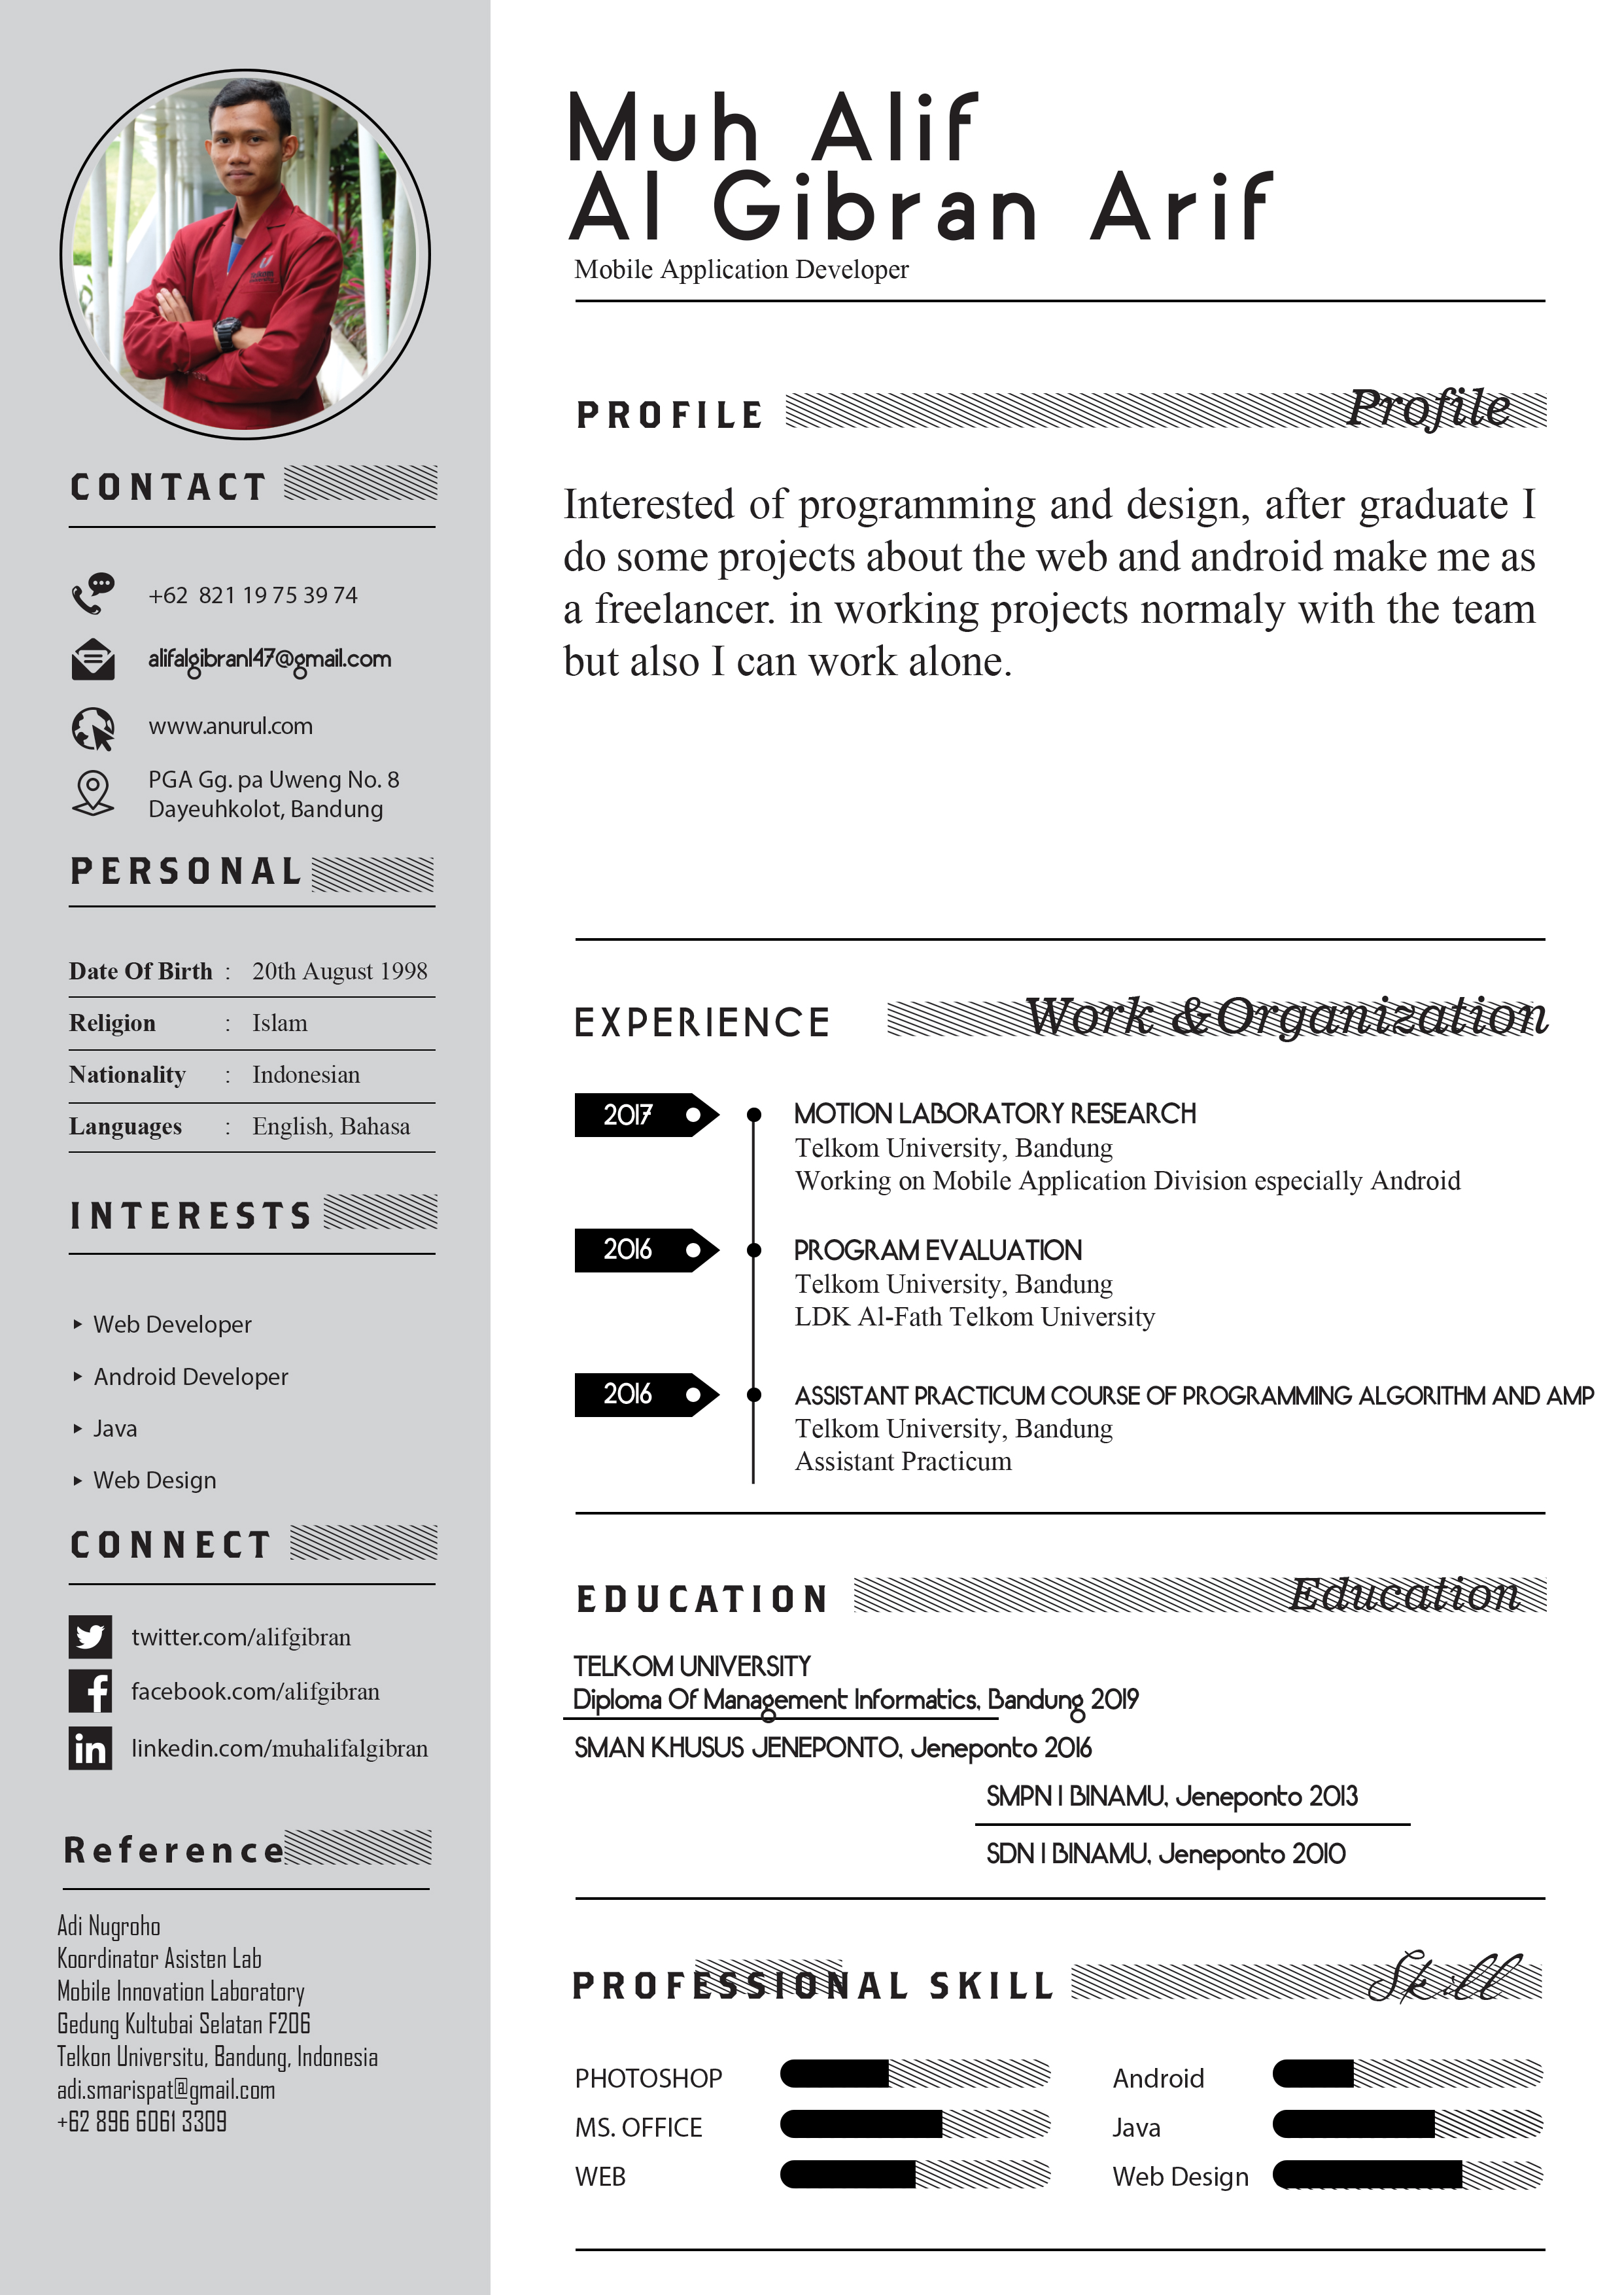 Muh Alif
Al Gibran Arif
Mobile Application Developer
CONTACT
+62 821 19 75 39 74
alifalgibran147@gmail.com
www.anurul.com
PGA Gg. pa Uweng No. 8
Dayeuhkolot, Bandung
PERSONAL
Date Of Birth : 20th August 1998
Religion : Islam
Nationality : Indonesian
Languages : English, Bahasa
INTERESTS
Web Developer
Android Developer
Java
Web Design
CONNECT
twitter.com/alifgibran
facebook.com/alifgibran
linkedin.com/muhalifalgibran
Reference
Adi Nugroho
Koordinator Asisten Lab
Mobile Innovation Laboratory
Gedung Kultubai Selatan F206
Telkon Universitu, Bandung, Indonesia
adi.smarispat@gmail.com
+62 896 6061 3309
PROFILE Profile
Interested of programming and design, after graduate I
do some projects about the web and android make me as
a freelancer. in working projects normaly with the team
but also I can work alone.
EXPERIENCE Work &Organization
2017 MOTION LABORATORY RESEARCH
Telkom University, Bandung
Working on Mobile Application Division especially Android
2016 PROGRAM EVALUATION
Telkom University, Bandung
LDK Al-Fath Telkom University
2016 ASSISTANT PRACTICUM COURSE OF PROGRAMMING ALGORITHM AND AMP
Telkom University, Bandung
Assistant Practicum
EDUCATION Education
TELKOM UNIVERSITY
Diploma Of Management Informatics, Bandung 2019
SMAN KHUSUS JENEPONTO, Jeneponto 2016
SMPN 1 BINAMU, Jeneponto 2013
SDN 1 BINAMU, Jeneponto 2010
PROFESSIONAL SKILL Skill
PHOTOSHOP
MS. OFFICE
WEB
Android
Java
Web Design